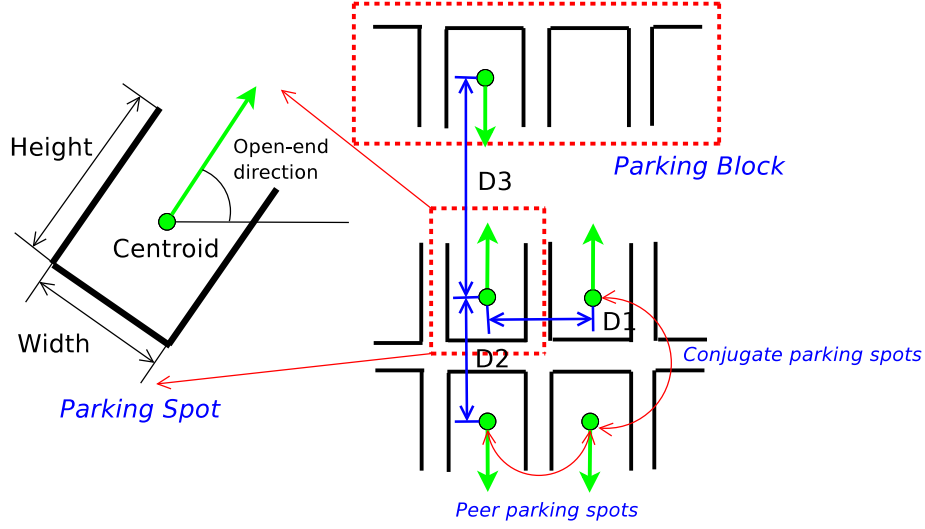 Height
Open-end
direction
Centroid
Width
Parking Spot
Parking Block
D3
D1
D2
Conjugate parking spots
Peer parking spots